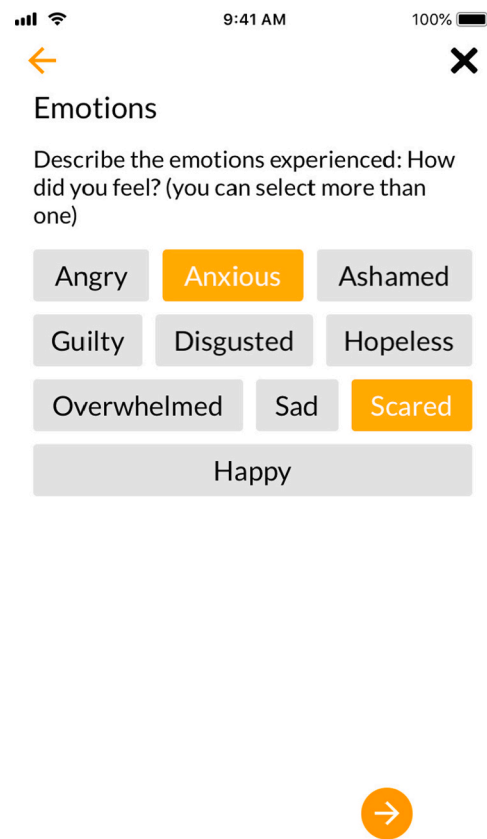 9:41 AM 100%
Emotions
Describe the emotions experienced: How
did you feel? (you can select more than
one)
Angry Anxious Ashamed
Guilty Disgusted Hopeless
Overwhelmed Sad Scared
Happy